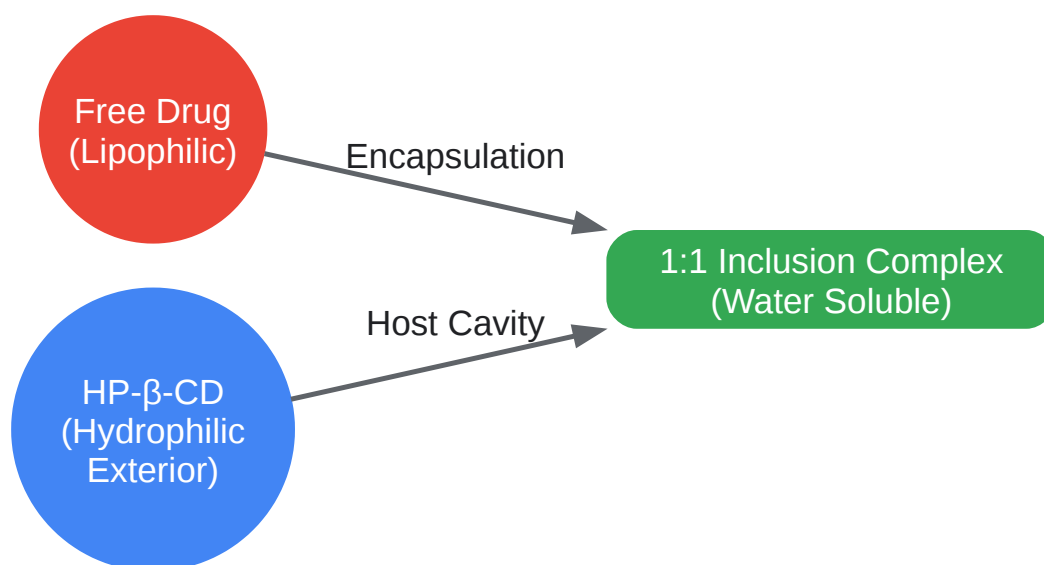 Free Drug
(Lipophilic)
Encapsulation
1:1 Inclusion Complex
(Water Soluble)
Host Cavity
HP-β-CD
(Hydrophilic
Exterior)